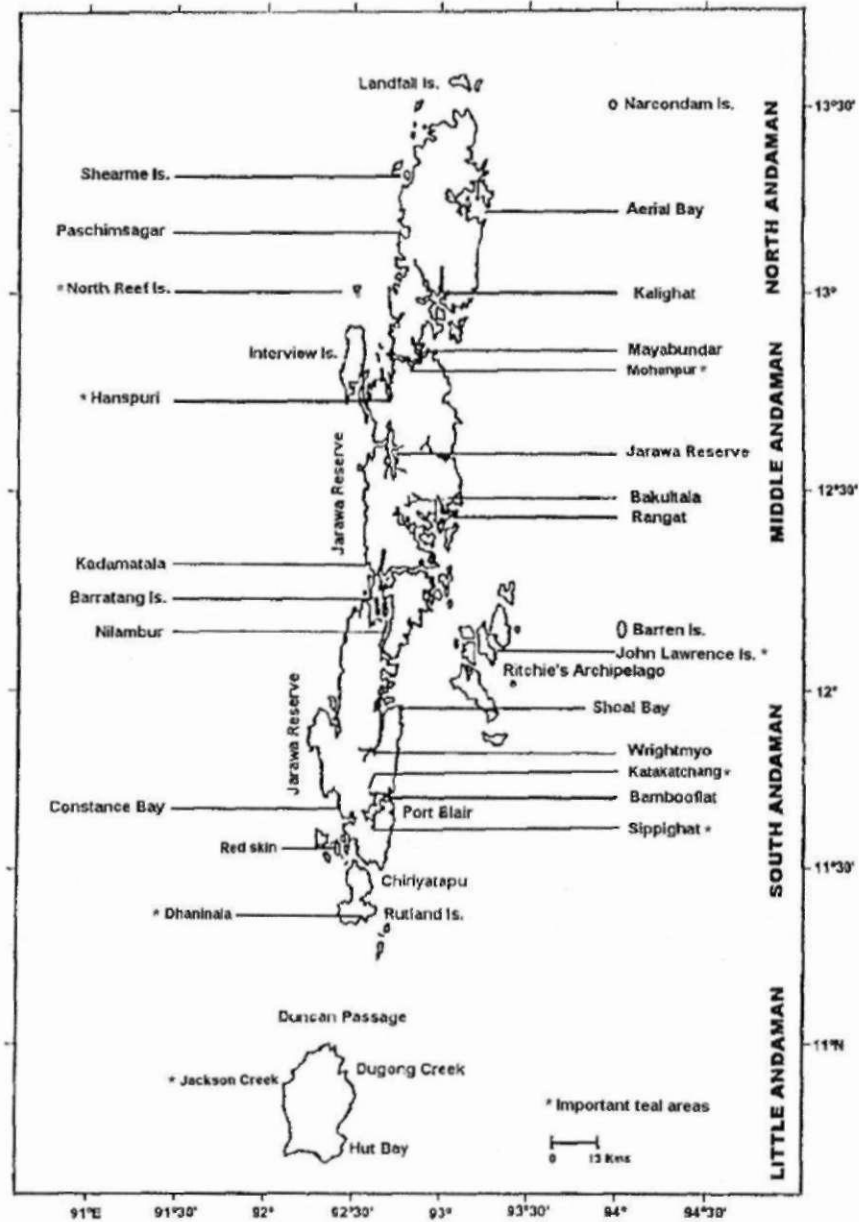 Landfall Is.
Narcondam Is.
13°30'
Shearme Is.
Aerial Bay
Paschimsagar
NORTH ANDAMAN
* North Reef Is.
Kalighat
13°
Interview Is.
Mayabundar
Mohanpur *
* Hanspuri
MIDDLE ANDAMAN
Jarawa Reserve
Jarawa Reserve
Bakultala
12°30'
Rangat
Kadamatala
Barratang Is.
Nilambur
Barren Is.
John Lawrence Is. *
Ritchie's Archipelago
12°
Jarawa Reserve
Shoal Bay
Wrightmyo
Katakatchang *
SOUTH ANDAMAN
Constance Bay
Bambooflat
Port Blair
Sippighat *
Red skin
11°30'
Chiriyatapu
* Dhaninala
Rutland Is.
Duncan Passage
11°N
* Jackson Creek
Dugong Creek
LITTLE ANDAMAN
* Important teal areas
Hut Bay
0 13 Kms
91°E 91°30' 92° 92°30' 93° 93°30' 94° 94°30'